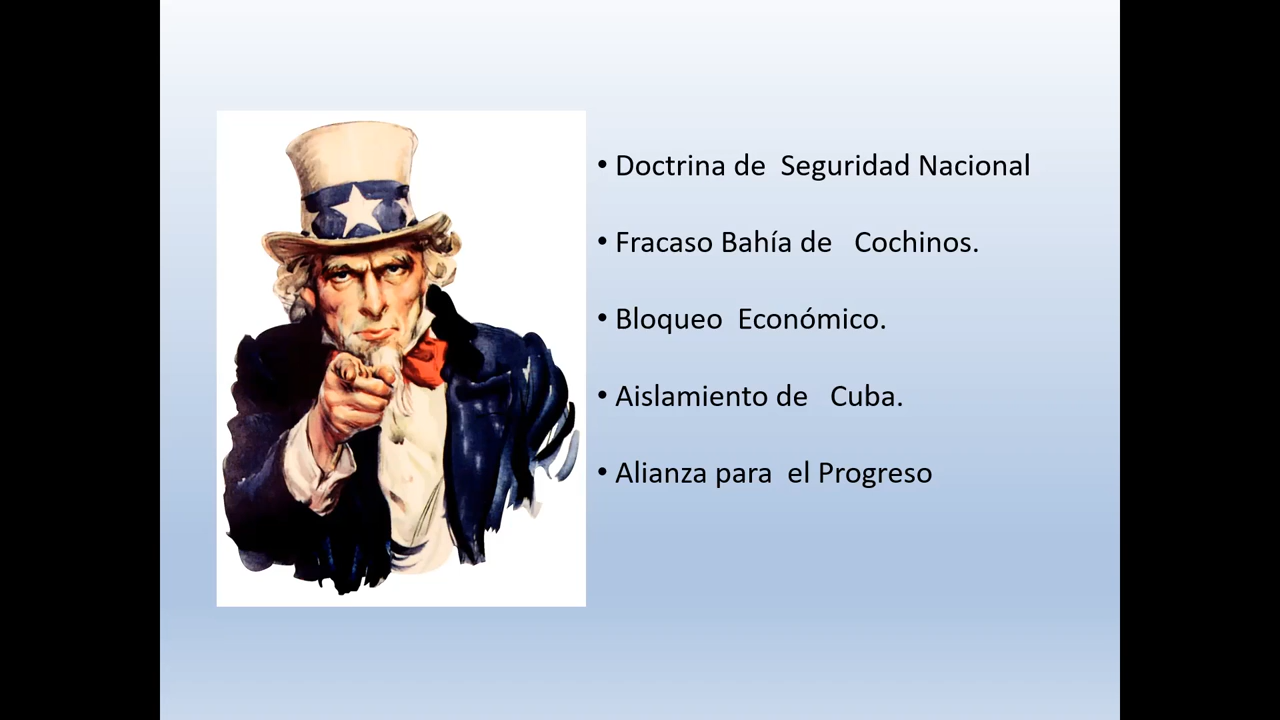 • Doctrina de Seguridad Nacional
• Fracaso Bahía de Cochinos.
• Bloqueo Económico.
• Aislamiento de Cuba.
• Alianza para el Progreso